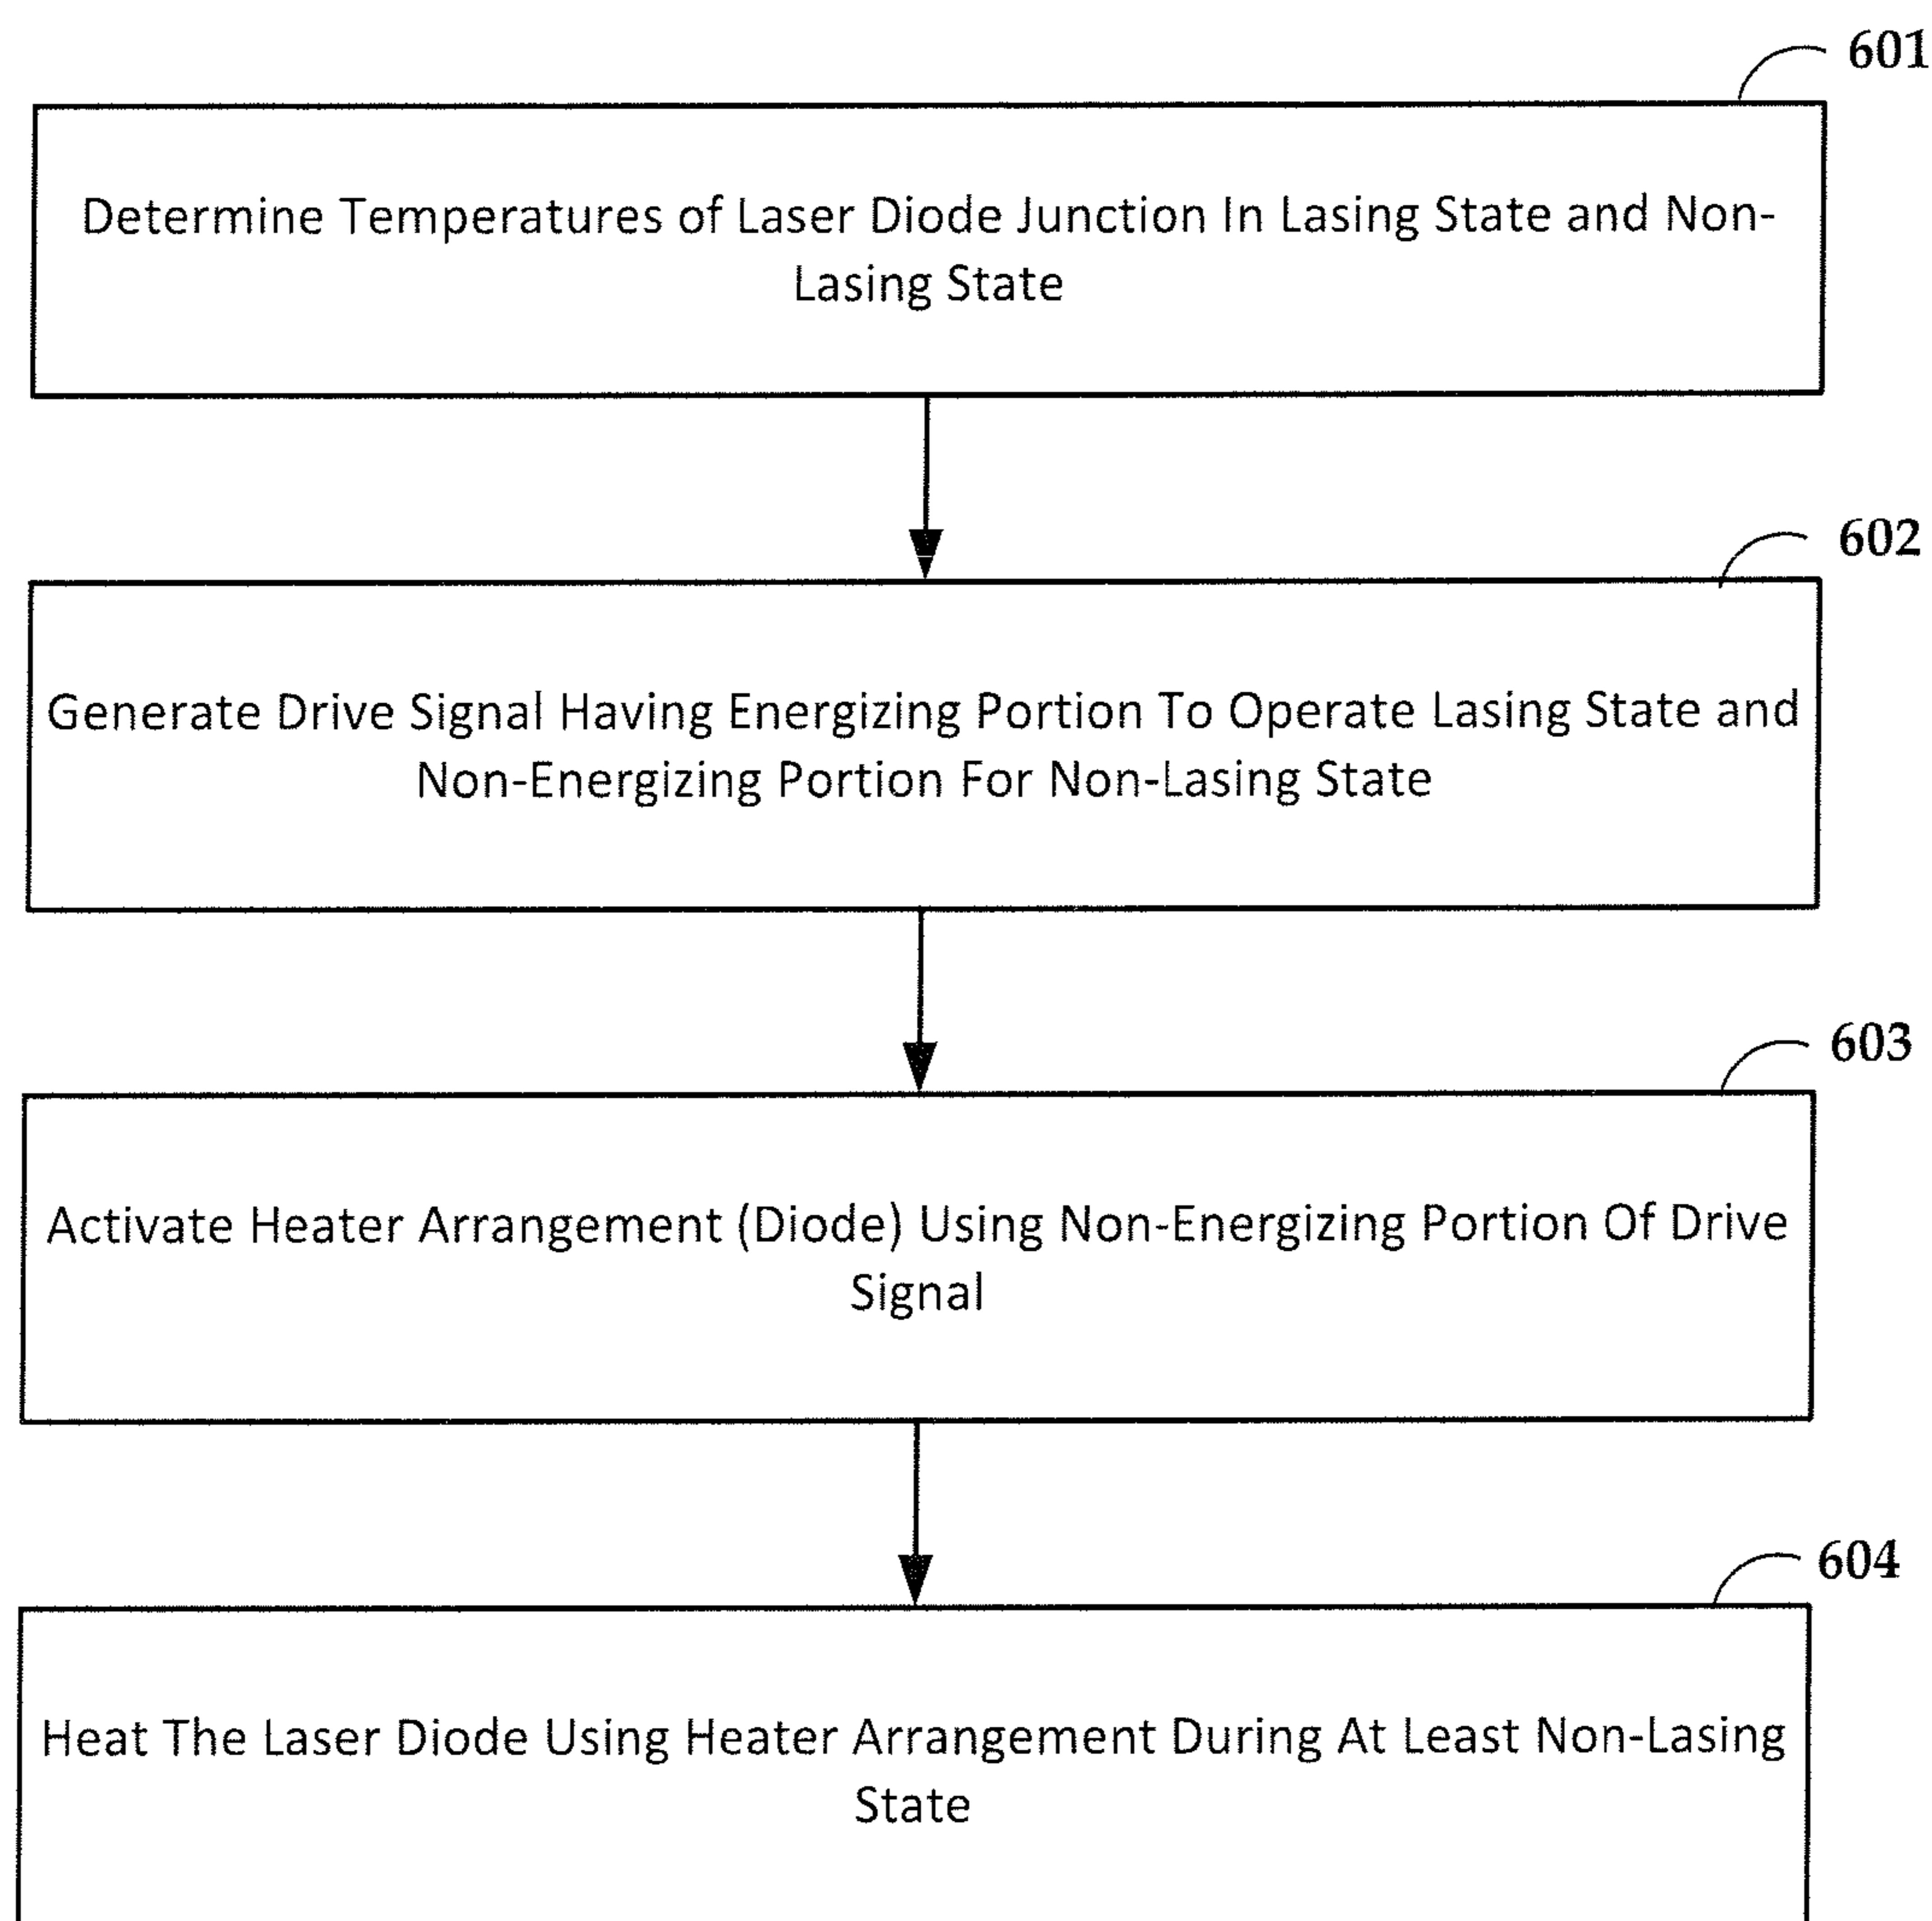 601
Determine Temperatures of Laser Diode Junction In Lasing State and Non-
Lasing State
602
Generate Drive Signal Having Energizing Portion To Operate Lasing State and
Non-Energizing Portion For Non-Lasing State
603
Activate Heater Arrangement (Diode) Using Non-Energizing Portion Of Drive
Signal
604
Heat The Laser Diode Using Heater Arrangement During At Least Non-Lasing
State